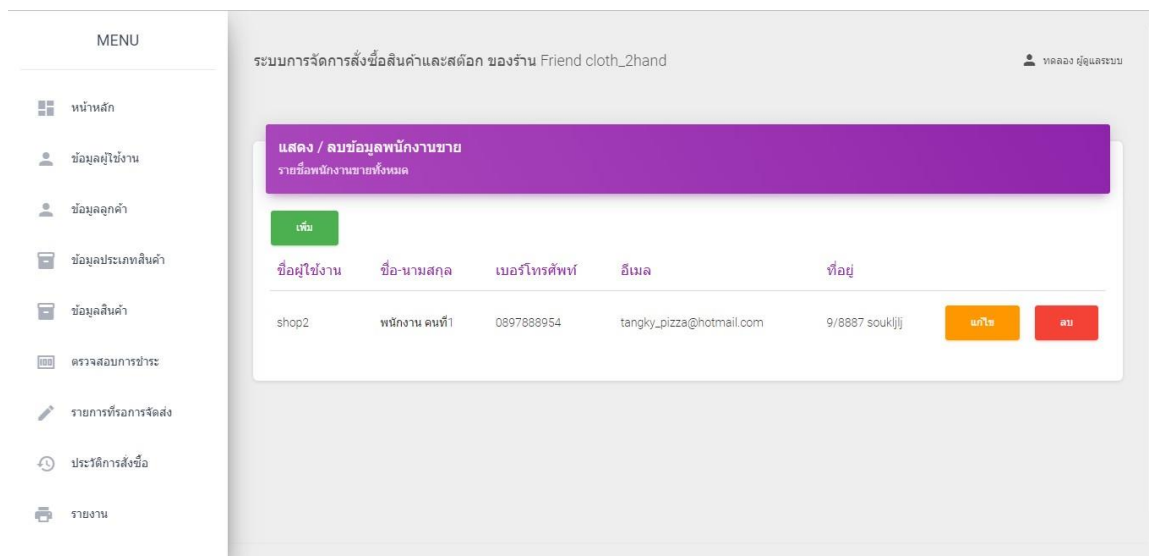 MENU
หน้าหลัก
ข้อมูลผู้ใช้งาน
ข้อมูลลูกค้า
ข้อมูลประเภทสินค้า
ข้อมูลสินค้า
ตรวจสอบการชำระ
รายการที่รอการจัดส่ง
ประวัติการสั่งซื้อ
รายงาน
ระบบการจัดการสั่งซื้อสินค้าและสต๊อก ของร้าน Friend cloth_2hand
ทดลอง ผู้ดูแลระบบ
แสดง / ลบข้อมูลพนักงานขาย
รายชื่อพนักงานขายทั้งหมด
เพิ่ม
ชื่อผู้ใช้งาน ชื่อ-นามสกุล เบอร์โทรศัพท์ อีเมล ที่อยู่
shop2 พนักงาน คนที่1 0897888954 tangky_pizza@hotmail.com 9/8887 soukljlj แก้ไข ลบ